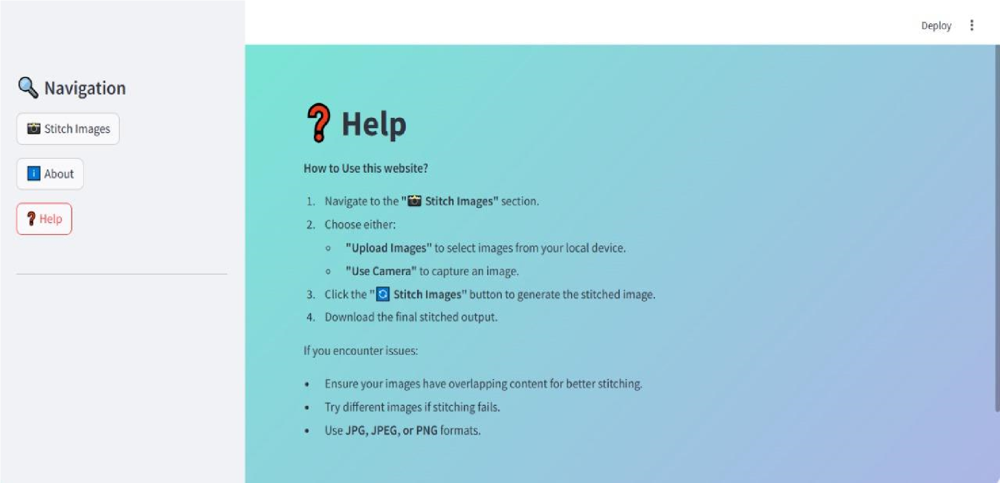 Deploy
Navigation
Stitch Images
i About
Help
Help
How to Use this website?
1. Navigate to the " Stitch Images" section.
2. Choose either:
"Upload Images" to select images from your local device.
"Use Camera" to capture an image.
3. Click the " Stitch Images" button to generate the stitched image.
4. Download the final stitched output.
If you encounter issues:
Ensure your images have overlapping content for better stitching.
Try different images if stitching fails.
Use JPG, JPEG, or PNG formats.